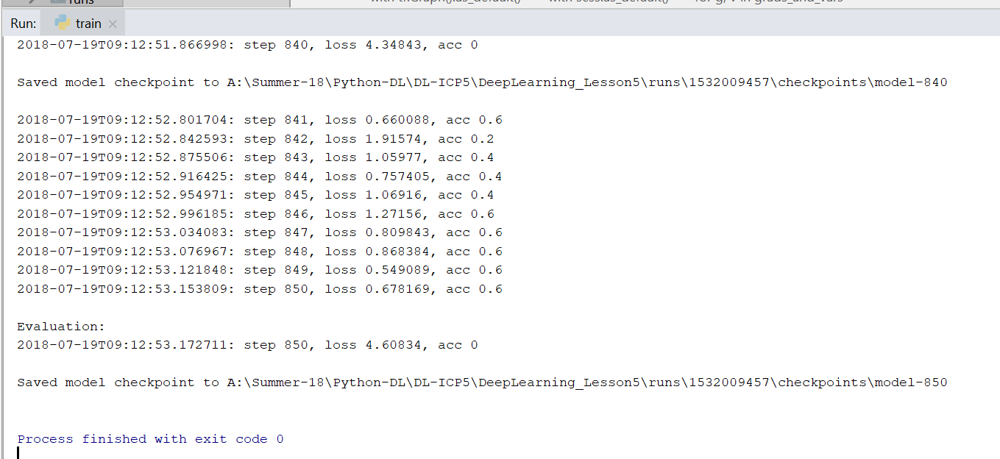 runs
Run: train
2018-07-19T09:12:51.866998: step 840, loss 4.34843, acc 0
Saved model checkpoint to A:\Summer-18\Python-DL\DL-ICP5\DeepLearning_Lesson5\runs\1532009457\checkpoints\model-840
2018-07-19T09:12:52.801704: step 841, loss 0.660088, acc 0.6
2018-07-19T09:12:52.842593: step 842, loss 1.91574, acc 0.2
2018-07-19T09:12:52.875506: step 843, loss 1.05977, acc 0.4
2018-07-19T09:12:52.916425: step 844, loss 0.757405, acc 0.4
2018-07-19T09:12:52.954971: step 845, loss 1.06916, acc 0.4
2018-07-19T09:12:52.996185: step 846, loss 1.27156, acc 0.6
2018-07-19T09:12:53.034083: step 847, loss 0.809843, acc 0.6
2018-07-19T09:12:53.076967: step 848, loss 0.868384, acc 0.6
2018-07-19T09:12:53.121848: step 849, loss 0.549089, acc 0.6
2018-07-19T09:12:53.153809: step 850, loss 0.678169, acc 0.6
Evaluation:
2018-07-19T09:12:53.172711: step 850, loss 4.60834, acc 0
Saved model checkpoint to A:\Summer-18\Python-DL\DL-ICP5\DeepLearning_Lesson5\runs\1532009457\checkpoints\model-850
Process finished with exit code 0